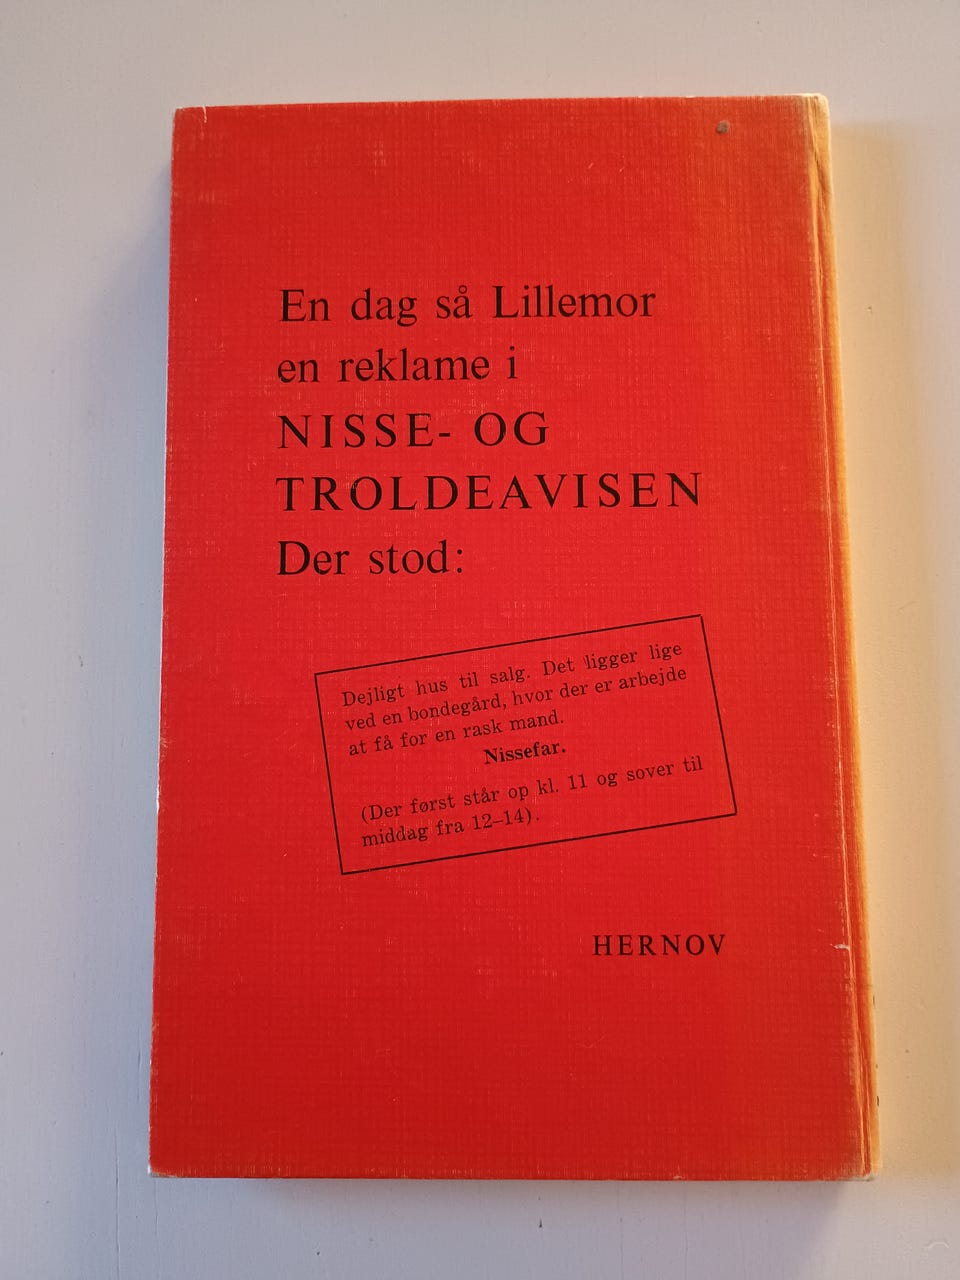 En dag så Lillemor
en reklame i
NISSE- OG
TROLDEAVISEN
Der stod:
Dejligt hus til salg. Det ligger lige
ved en bondegård, hvor der er arbejde
at få for en rask mand.
Nissefar.
(Der først står op kl. 11 og sover til
middag fra 12–14).
HERNOV